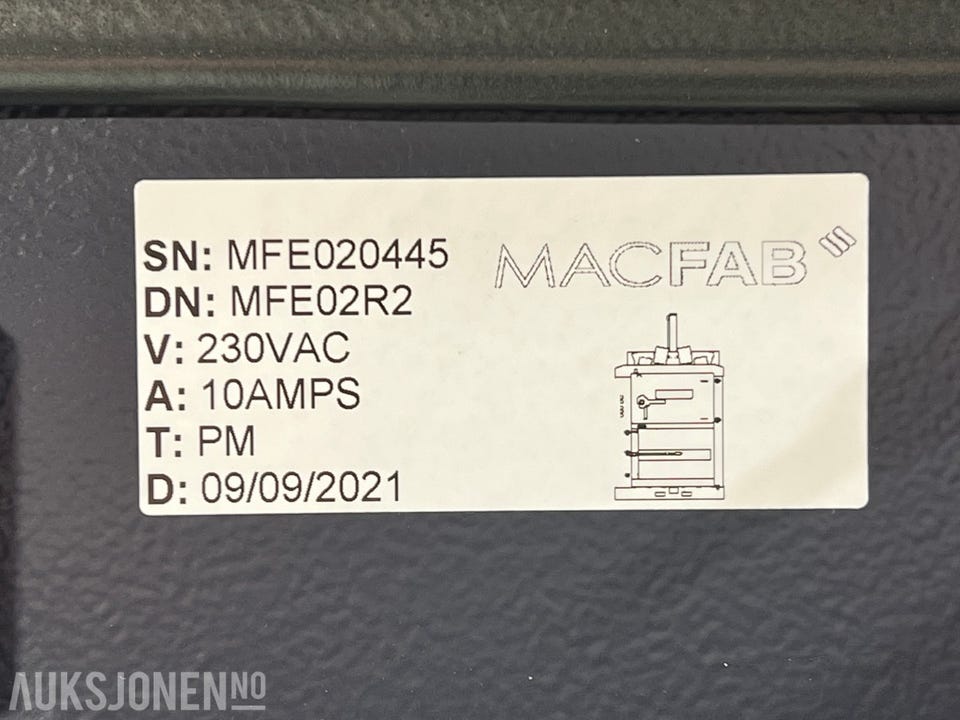 SN: MFE020445
DN: MFE02R2
V: 230VAC
A: 10AMPS
T: PM
D: 09/09/2021
MACFAB
AUKSJONEN.NO